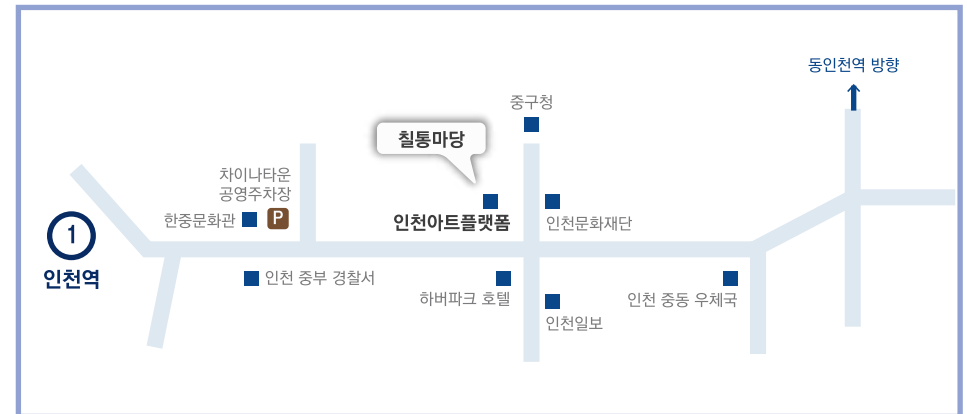 동인천역 방향
중구청
칠통마당
차이나타운
공영주차장
한중문화관
P
인천아트플랫폼
인천문화재단
1
인천역
인천 중부 경찰서
하버파크 호텔
인천 중동 우체국
인천일보